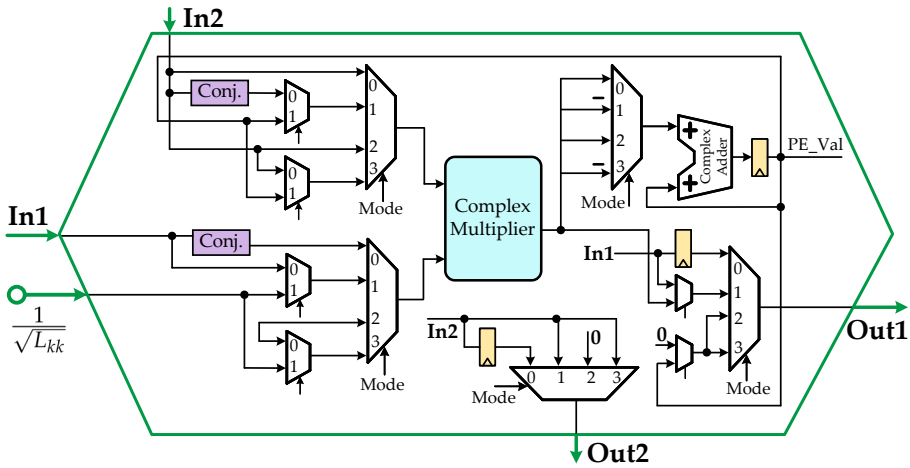 In2
Conj.
0
1
0
1
0
1
2
3
Mode
In1
Conj.
0
1
0
1
0
1
2
3
Mode
1
√L_kk
Complex
Multiplier
0
−
1
2
−
3
Mode
+
+
Complex
Adder
PE_Val
In1
0
1
2
3
0
Mode
Out1
In2
0
0
1
2
3
Mode
Out2